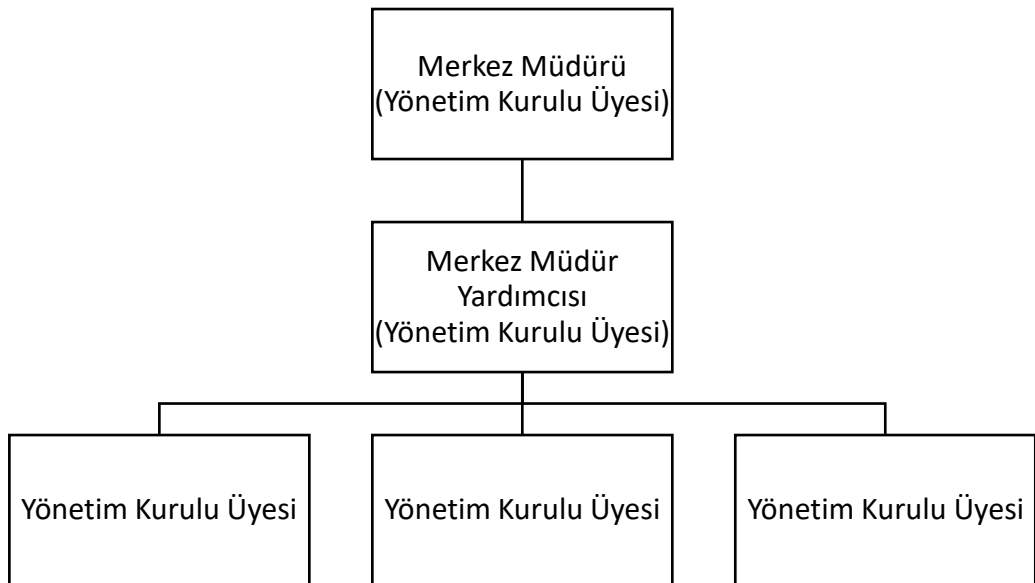 Merkez Müdürü
(Yönetim Kurulu Üyesi)
Merkez Müdür
Yardımcısı
(Yönetim Kurulu Üyesi)
Yönetim Kurulu Üyesi
Yönetim Kurulu Üyesi
Yönetim Kurulu Üyesi